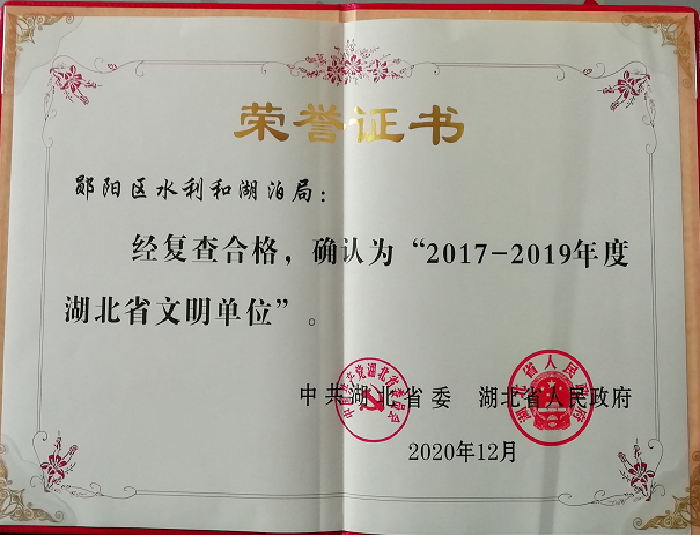 荣誉证书
郧阳区水利和湖泊局：
经复查合格，确认为“2017-2019年度
湖北省文明单位”。
中共湖北省委 湖北省人民政府
2020年12月